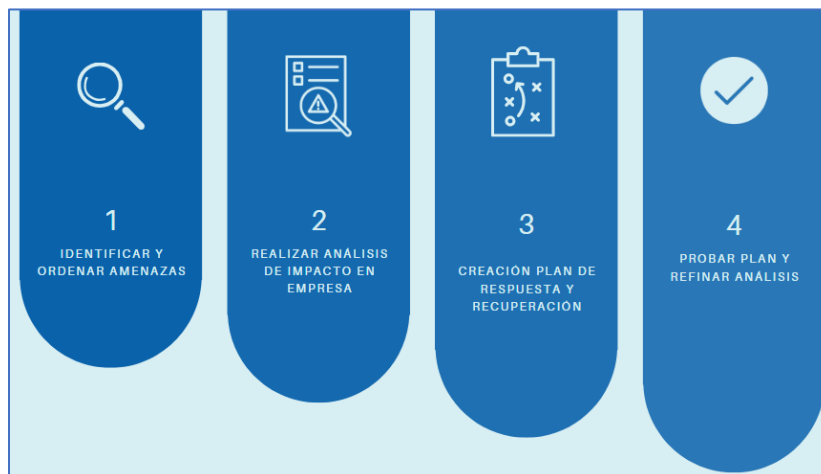 1
IDENTIFICAR Y
ORDENAR AMENAZAS
2
REALIZAR ANÁLISIS
DE IMPACTO EN
EMPRESA
3
CREACIÓN PLAN DE
RESPUESTA Y
RECUPERACIÓN
4
PROBAR PLAN Y
REFINAR ANÁLISIS